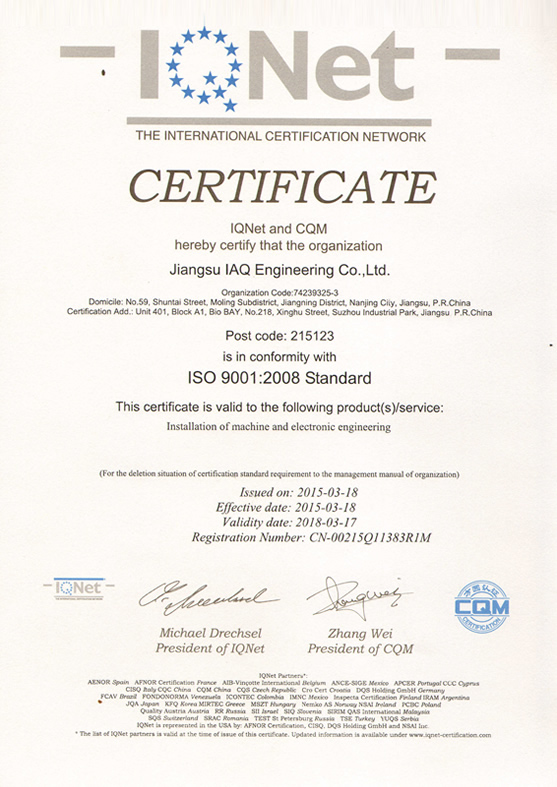 IQNet
THE INTERNATIONAL CERTIFICATION NETWORK
CERTIFICATE
IQNet and CQM
hereby certify that the organization
Jiangsu IAQ Engineering Co.,Ltd.
Organization Code:74239325-3
Domicile: No.59, Shuntai Street, Moling Subdistrict, Jiangning District, Nanjing City, Jiangsu, P.R.China
Certification Add.: Unit 401, Block A1, Bio BAY, No.218, Xinghu Street, Suzhou Industrial Park, Jiangsu P.R.China
Post code: 215123
is in conformity with
ISO 9001:2008 Standard
This certificate is valid to the following product(s)/service:
Installation of machine and electronic engineering
(For the deletion situation of certification standard requirement to the management manual of organization)
Issued on: 2015-03-18
Effective date: 2015-03-18
Validity date: 2018-03-17
Registration Number: CN-00215Q11383R1M
IQNet
THE INTERNATIONAL CERTIFICATION NETWORK
Zhang Wei
方圆认证
CQM
CERTIFICATION
Michael Drechsel
President of IQNet
Zhang Wei
President of CQM
IQNet Partners*:
AENOR Spain AFNOR Certification France AIB-Vinçotte International Belgium ANCE-SIGE Mexico APCER Portugal CCC Cyprus
CISQ Italy CQC China CQM China CQS Czech Republic Cro Cert Croatia DQS Holding GmbH Germany
FCAV Brazil FONDONORMA Venezuela ICONTEC Colombia IMNC Mexico Inspecta Certification Finland IRAM Argentina
JQA Japan KFQ Korea MIRTEC Greece MSZT Hungary Nemko AS Norway NSAI Ireland PCBC Poland
Quality Austria Austria RR Russia SII Israel SIQ Slovenia SIRIM QAS International Malaysia
SQS Switzerland SRAC Romania TEST St Petersburg Russia TSE Turkey YUQS Serbia
IQNet is represented in the USA by: AFNOR Certification, CISQ, DQS Holding GmbH and NSAI Inc.
* The list of IQNet partners is valid at the time of issue of this certificate. Updated information is available under www.iqnet-certification.com